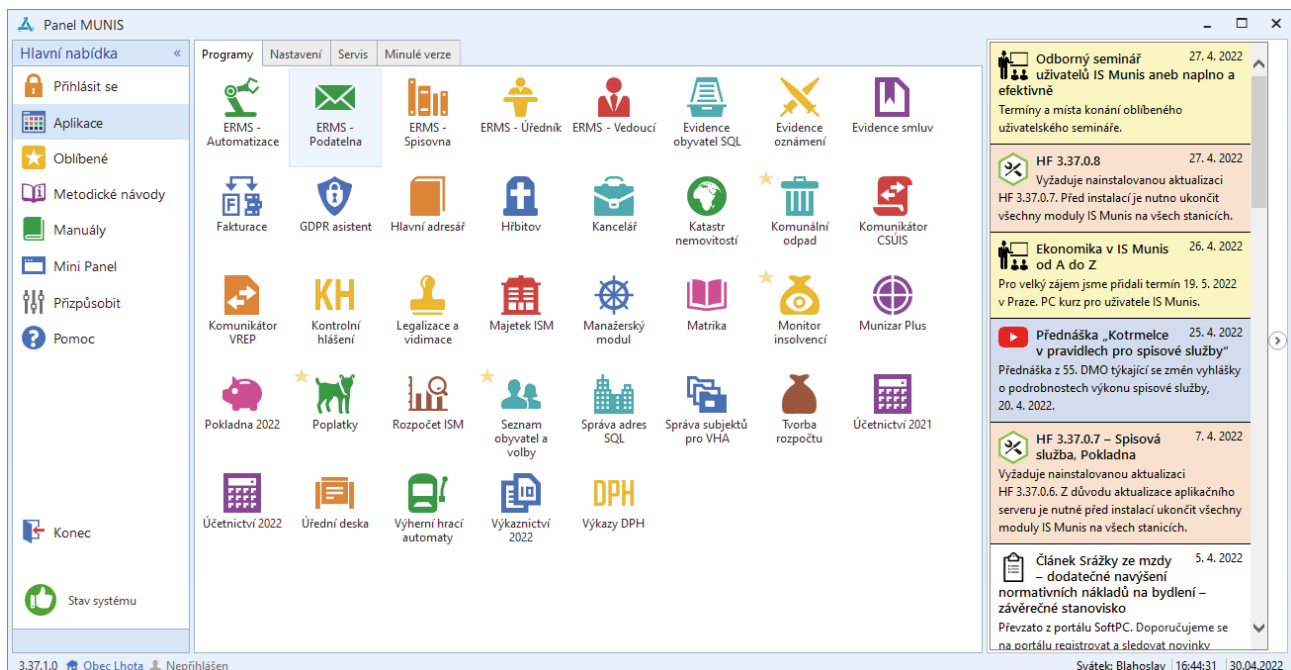 Panel MUNIS
Hlavní nabídka «
Přihlásit se
Aplikace
Oblíbené
Metodické návody
Manuály
Mini Panel
Přizpůsobit
Pomoc
Konec
Stav systému
Programy Nastavení Servis Minulé verze
ERMS -
Automatizace
ERMS -
Podatelna
ERMS -
Spisovna
ERMS - Úředník
ERMS - Vedoucí
Evidence
obyvatel SQL
Evidence
oznámení
Evidence smluv
Fakturace
GDPR asistent
Hlavní adresář
Hřbitov
Kancelář
Katastr
nemovitostí
Komunální
odpad
Komunikátor
CSÚIS
Komunikátor
VREP
KH
Kontrolní
hlášení
Legalizace a
vidimace
Majetek ISM
Manažerský
modul
Matrika
Monitor
insolvencí
Munizar Plus
Pokladna 2022
Poplatky
Rozpočet ISM
Seznam
obyvatel a
volby
Správa adres
SQL
Správa subjektů
pro VHA
Tvorba
rozpočtu
Účetnictví 2021
Účetnictví 2022
Úřední deska
Výherní hrací
automaty
Výkaznictví
2022
DPH
Výkazy DPH
Odborný seminář 27. 4. 2022
uživatelů IS Munis aneb naplno a
efektivně
Termíny a místa konání oblíbeného
uživatelského semináře.
HF 3.37.0.8 27. 4. 2022
Vyžaduje nainstalovanou aktualizaci
HF 3.37.0.7. Před instalací je nutno ukončit
všechny moduly IS Munis na všech stanicích.
Ekonomika v IS Munis 26. 4. 2022
od A do Z
Pro velký zájem jsme přidali termín 19. 5. 2022
v Praze. PC kurz pro uživatele IS Munis.
Přednáška „Kotrmelce 25. 4. 2022
v pravidlech pro spisové služby“
Přednáška z 55. DMO týkající se změn vyhlášky
o podrobnostech výkonu spisové služby,
20. 4. 2022.
HF 3.37.0.7 – Spisová 7. 4. 2022
služba, Pokladna
Vyžaduje nainstalovanou aktualizaci
HF 3.37.0.6. Z důvodu aktualizace aplikačního
serveru je nutné před instalací ukončit všechny
moduly IS Munis na všech stanicích.
Článek Srážky ze mzdy 5. 4. 2022
– dodatečné navýšení
normativních nákladů na bydlení –
závěrečné stanovisko
Převzato z portálu SoftPC. Doporučujeme se
na portálu registrovat a sledovat novinky
3.37.1.0 Obec Lhota Nepřihlášen
Svátek: Blahoslav 16:44:31 30.04.2022